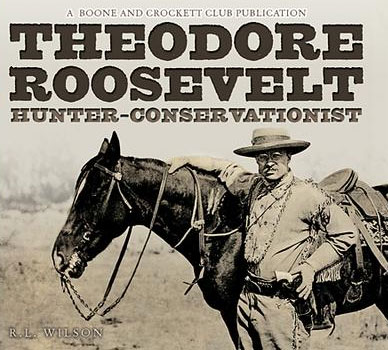 A BOONE AND CROCKETT CLUB PUBLICATION
THEODORE
ROOSEVELT
HUNTER-CONSERVATIONIST
R.L. WILSON